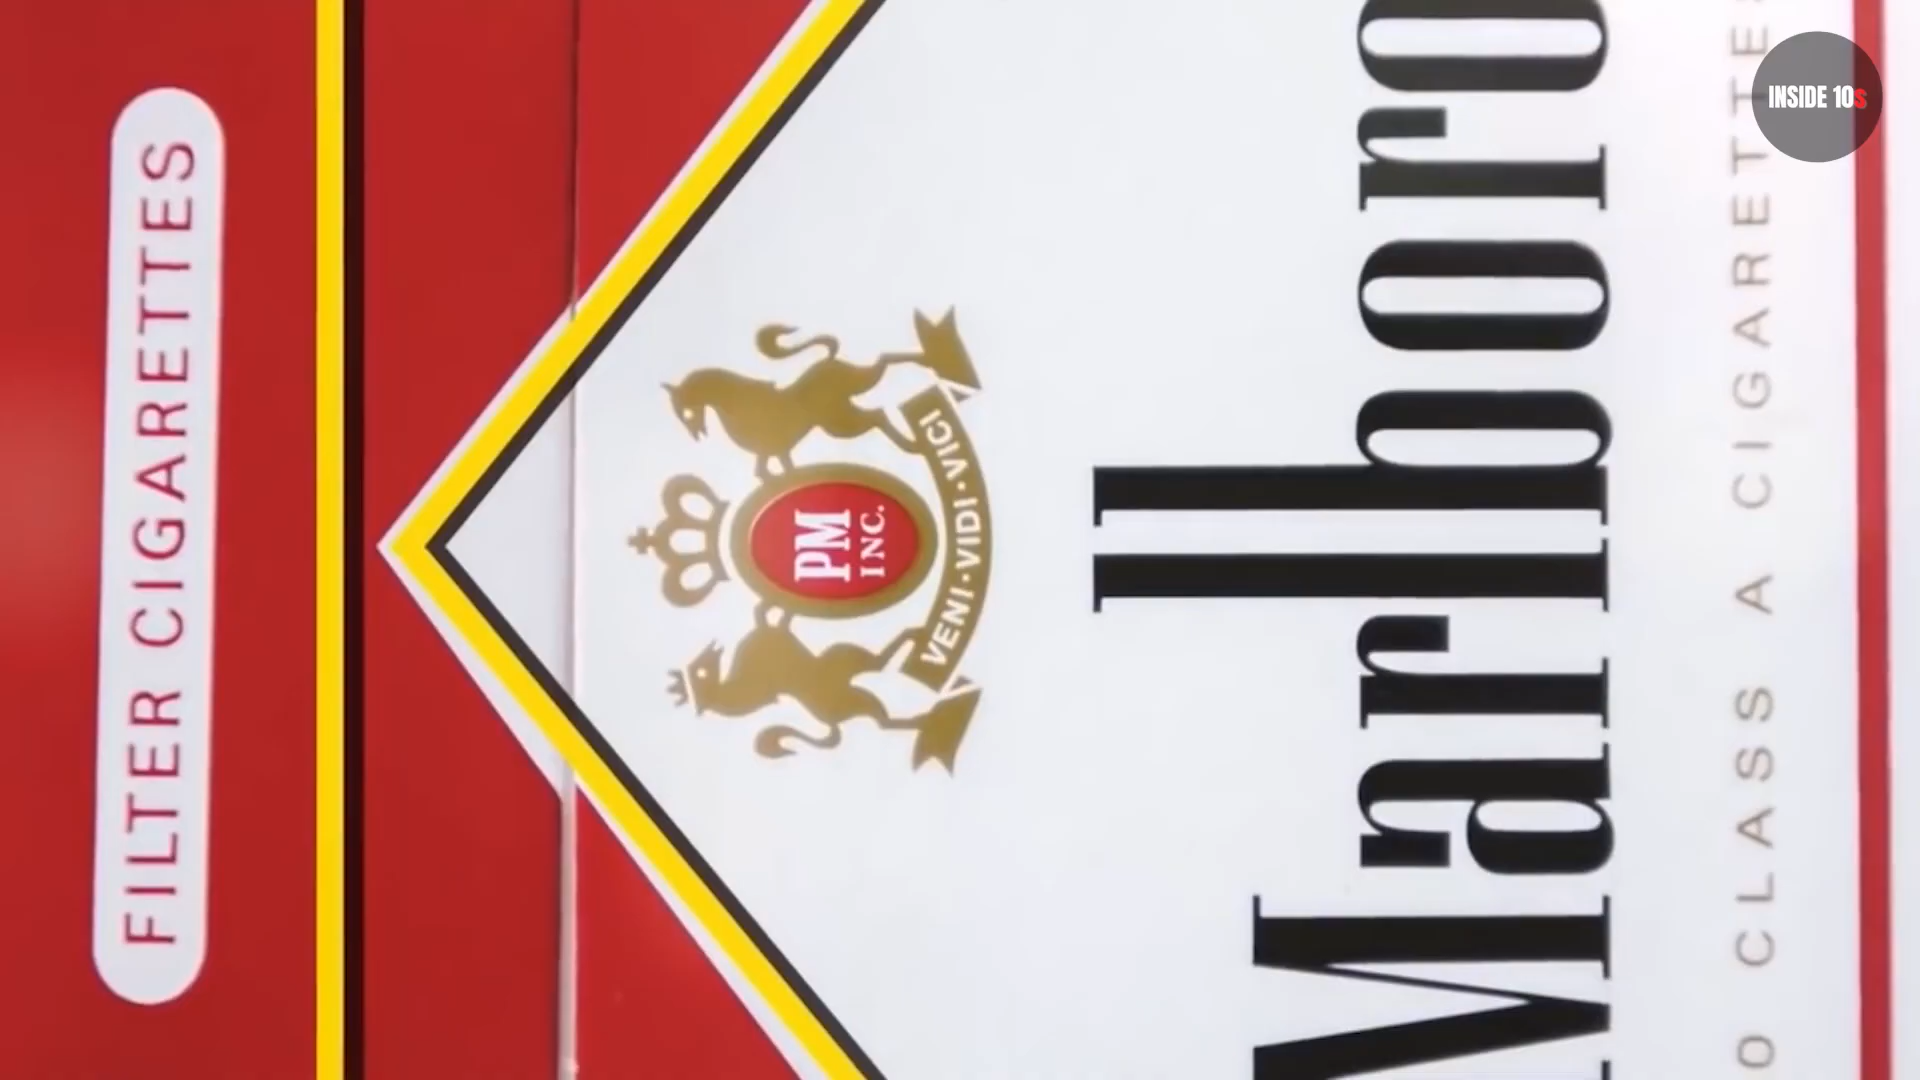 FILTER CIGARETTES
PM
INC.
VENI·VIDI·VICI
Marlboro
CLASS A CIGARETTES
INSIDE 10s